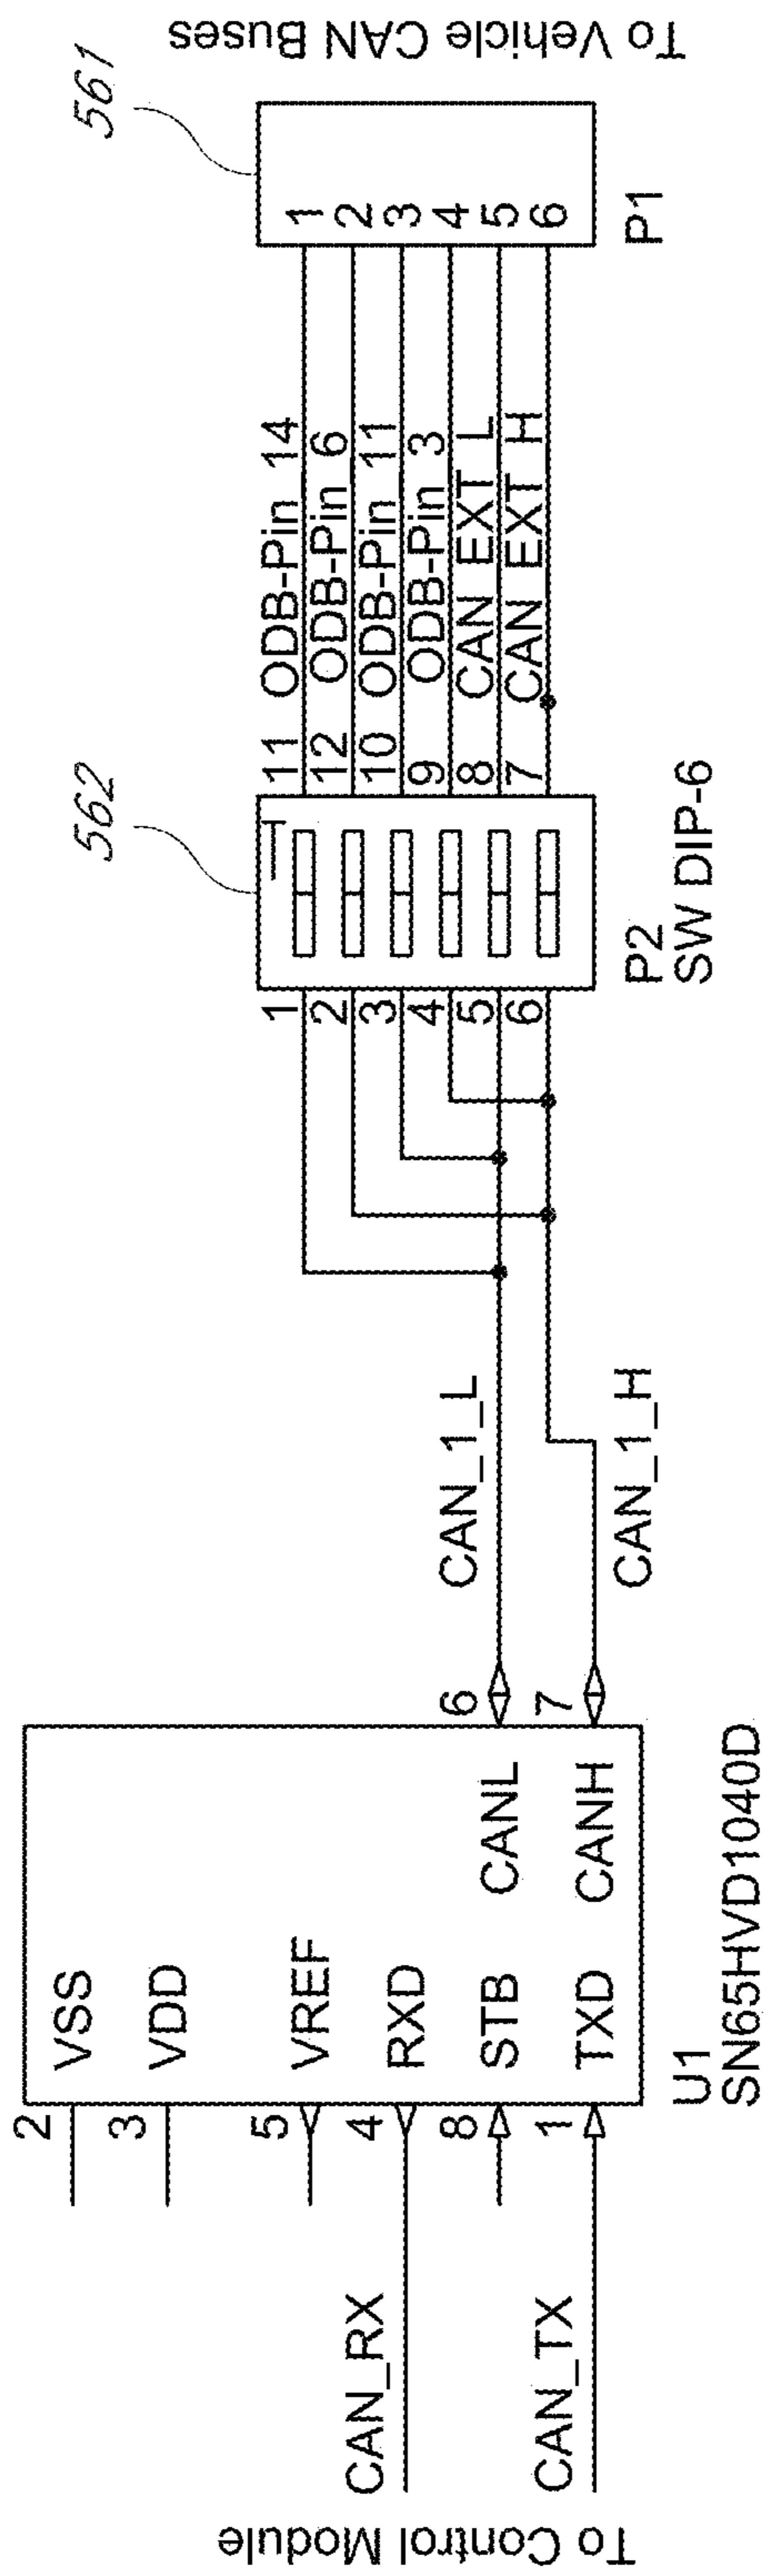 To Control Module
CAN_RX
CAN_TX
2
3
5
4
8
1
VSS
VDD
VREF
RXD
STB
TXD
CANL
CANH
U1
SN65HVD1040D
6
7
CAN_1_L
CAN_1_H
1
2
3
4
5
6
562
P2
SW DIP-6
11
12
10
9
8
7
ODB-Pin 14
ODB-Pin 6
ODB-Pin 11
ODB-Pin 3
CAN EXT L
CAN EXT H
1
2
3
4
5
6
561
P1
To Vehicle CAN Buses